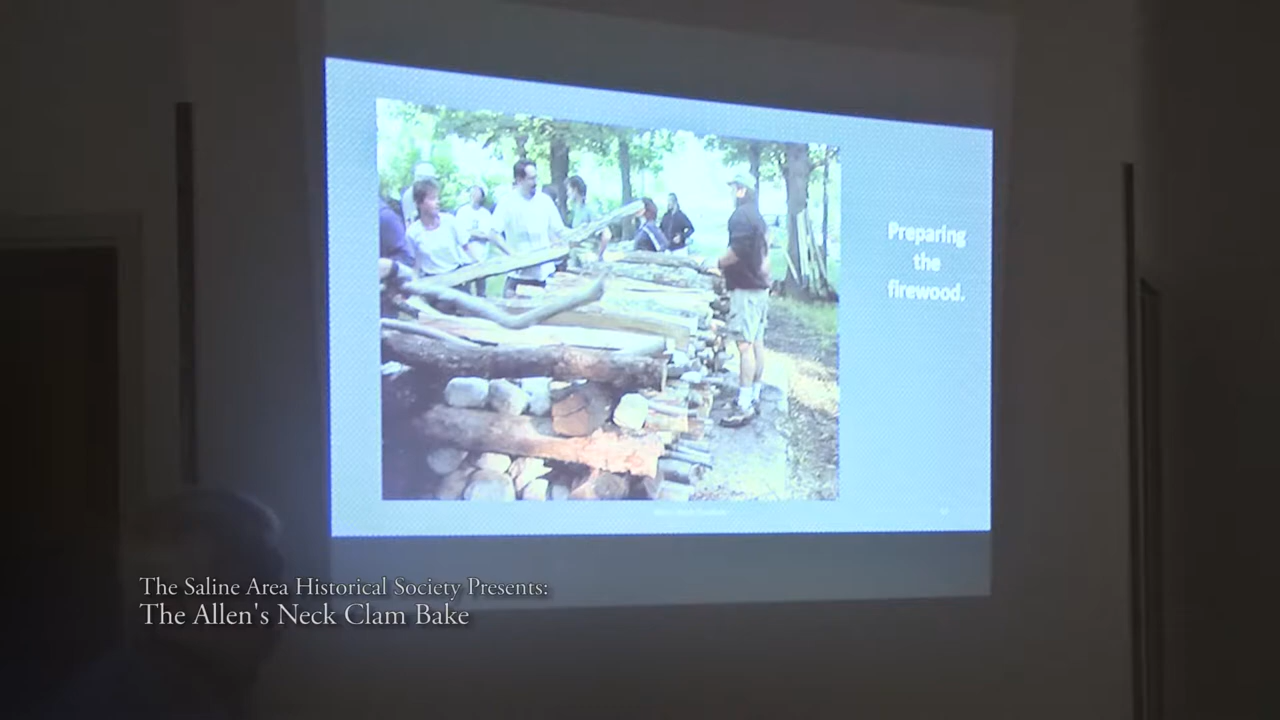 Preparing
the
firewood.
The Saline Area Historical Society Presents:
The Allen's Neck Clam Bake